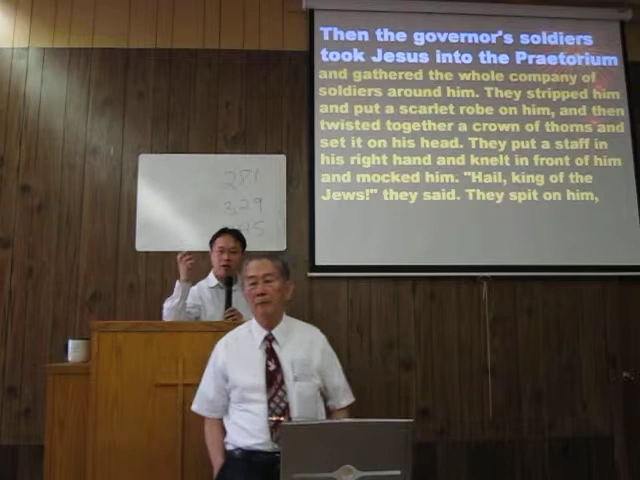 Then the governor's soldiers
took Jesus into the Praetorium
and gathered the whole company of
soldiers around him. They stripped him
and put a scarlet robe on him, and then
twisted together a crown of thorns and
set it on his head. They put a staff in
his right hand and knelt in front of him
and mocked him. "Hail, king of the
Jews!" they said. They spit on him,
281
329